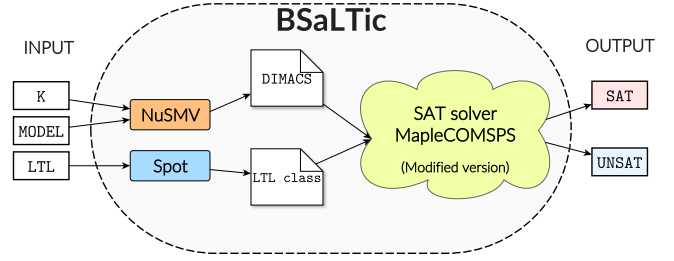 BSaLTic
INPUT
OUTPUT
K
MODEL
LTL
NuSMV
Spot
DIMACS
LTL class
SAT solver
MapleCOMSPS
(Modified version)
SAT
UNSAT